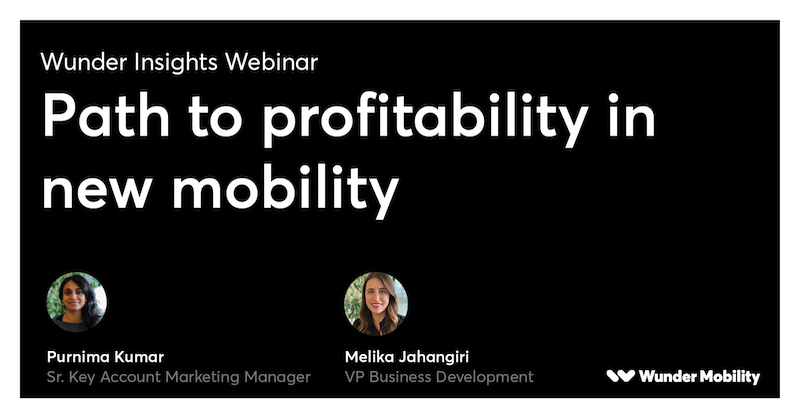 Wunder Insights Webinar
Path to profitability in
new mobility
Purnima Kumar
Sr. Key Account Marketing Manager
Melika Jahangiri
VP Business Development
Wunder Mobility